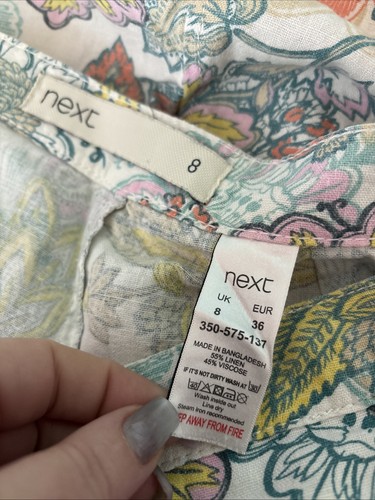 next
8
next
UK EUR
8 36
350-575-137
MADE IN BANGLADESH
55% LINEN
45% VISCOSE
IF IT'S NOT DIRTY WASH AT 30
Wash inside out
Line dry
Steam iron recommended
EP AWAY FROM FIRE